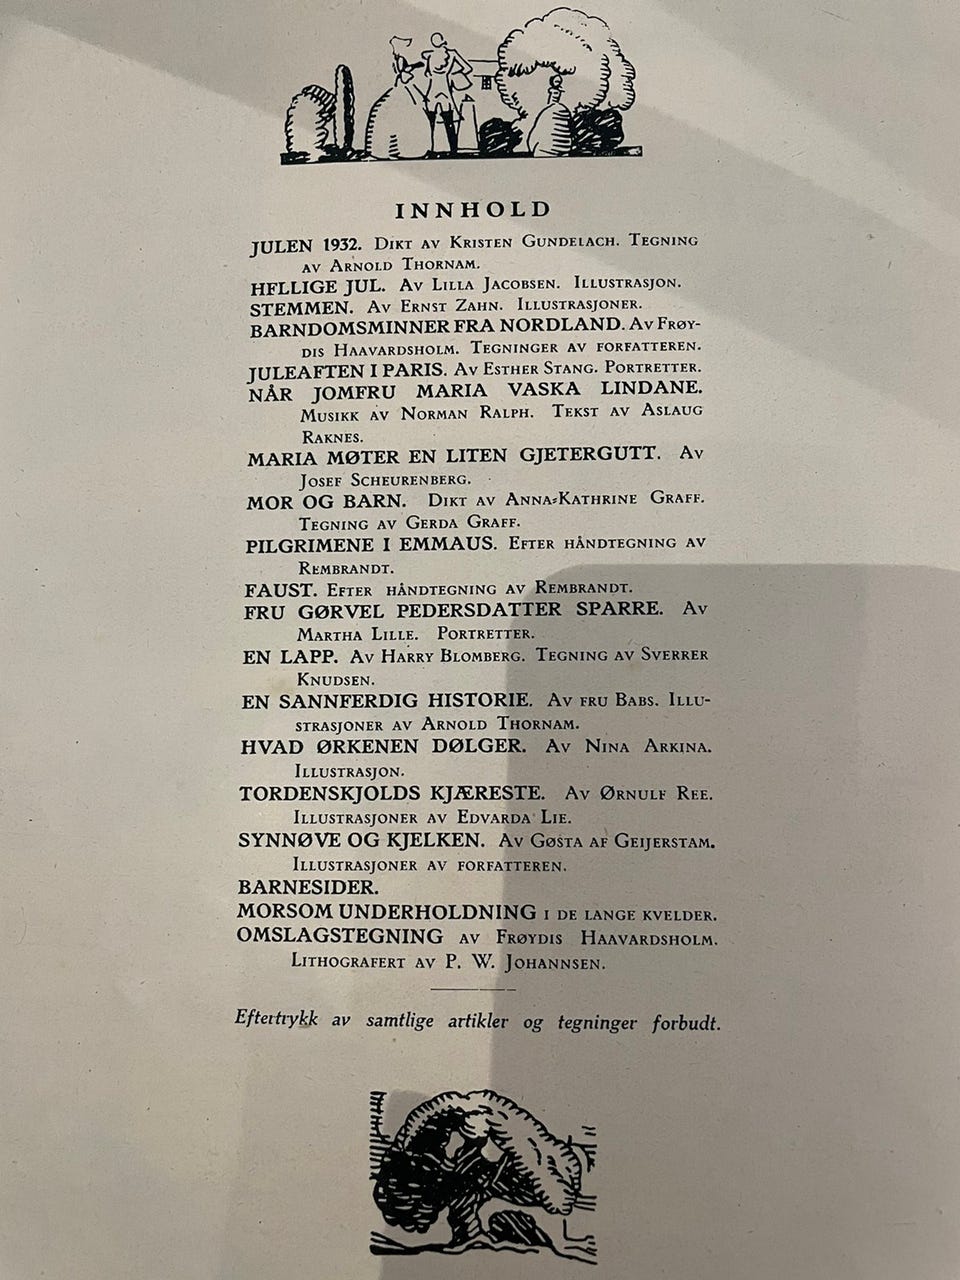 INNHOLD
JULEN 1932. Dikt av Kristen Gundelach. Tegning
av Arnold Thornam.
HFLLIGE JUL. Av Lilla Jacobsen. Illustrasjon.
STEMMEN. Av Ernst Zahn. Illustrasjoner.
BARNDOMSMINNER FRA NORDLAND. Av Frøy-
dis Haavardsholm. Tegninger av forfatteren.
JULEAFTEN I PARIS. Av Esther Stang. Portretter.
NÅR JOMFRU MARIA VASKA LINDANE.
Musikk av Norman Ralph. Tekst av Aslaug
Raknes.
MARIA MØTER EN LITEN GJETERGUTT. Av
Josef Scheurenberg.
MOR OG BARN. Dikt av Anna-Kathrine Graff.
Tegning av Gerda Graff.
PILGRIMENE I EMMAUS. Efter håndtegning av
Rembrandt.
FAUST. Efter håndtegning av Rembrandt.
FRU GØRVEL PEDERSDATTER SPARRE. Av
Martha Lille. Portretter.
EN LAPP. Av Harry Blomberg. Tegning av Sverrer
Knudsen.
EN SANNFERDIG HISTORIE. Av fru Babs. Illu-
strasjoner av Arnold Thornam.
HVAD ØRKENEN DØLGER. Av Nina Arkina.
Illustrasjon.
TORDENSKJOLDS KJÆRESTE. Av Ørnulf Ree.
Illustrasjoner av Edvarda Lie.
SYNNØVE OG KJELKEN. Av Gøsta af Geijerstam.
Illustrasjoner av forfatteren.
BARNESIDER.
MORSOM UNDERHOLDNING i de lange kvelder.
OMSLAGSTEGNING av Frøydis Haavardsholm.
Lithografert av P. W. Johannsen.
Eftertrykk av samtlige artikler og tegninger forbudt.